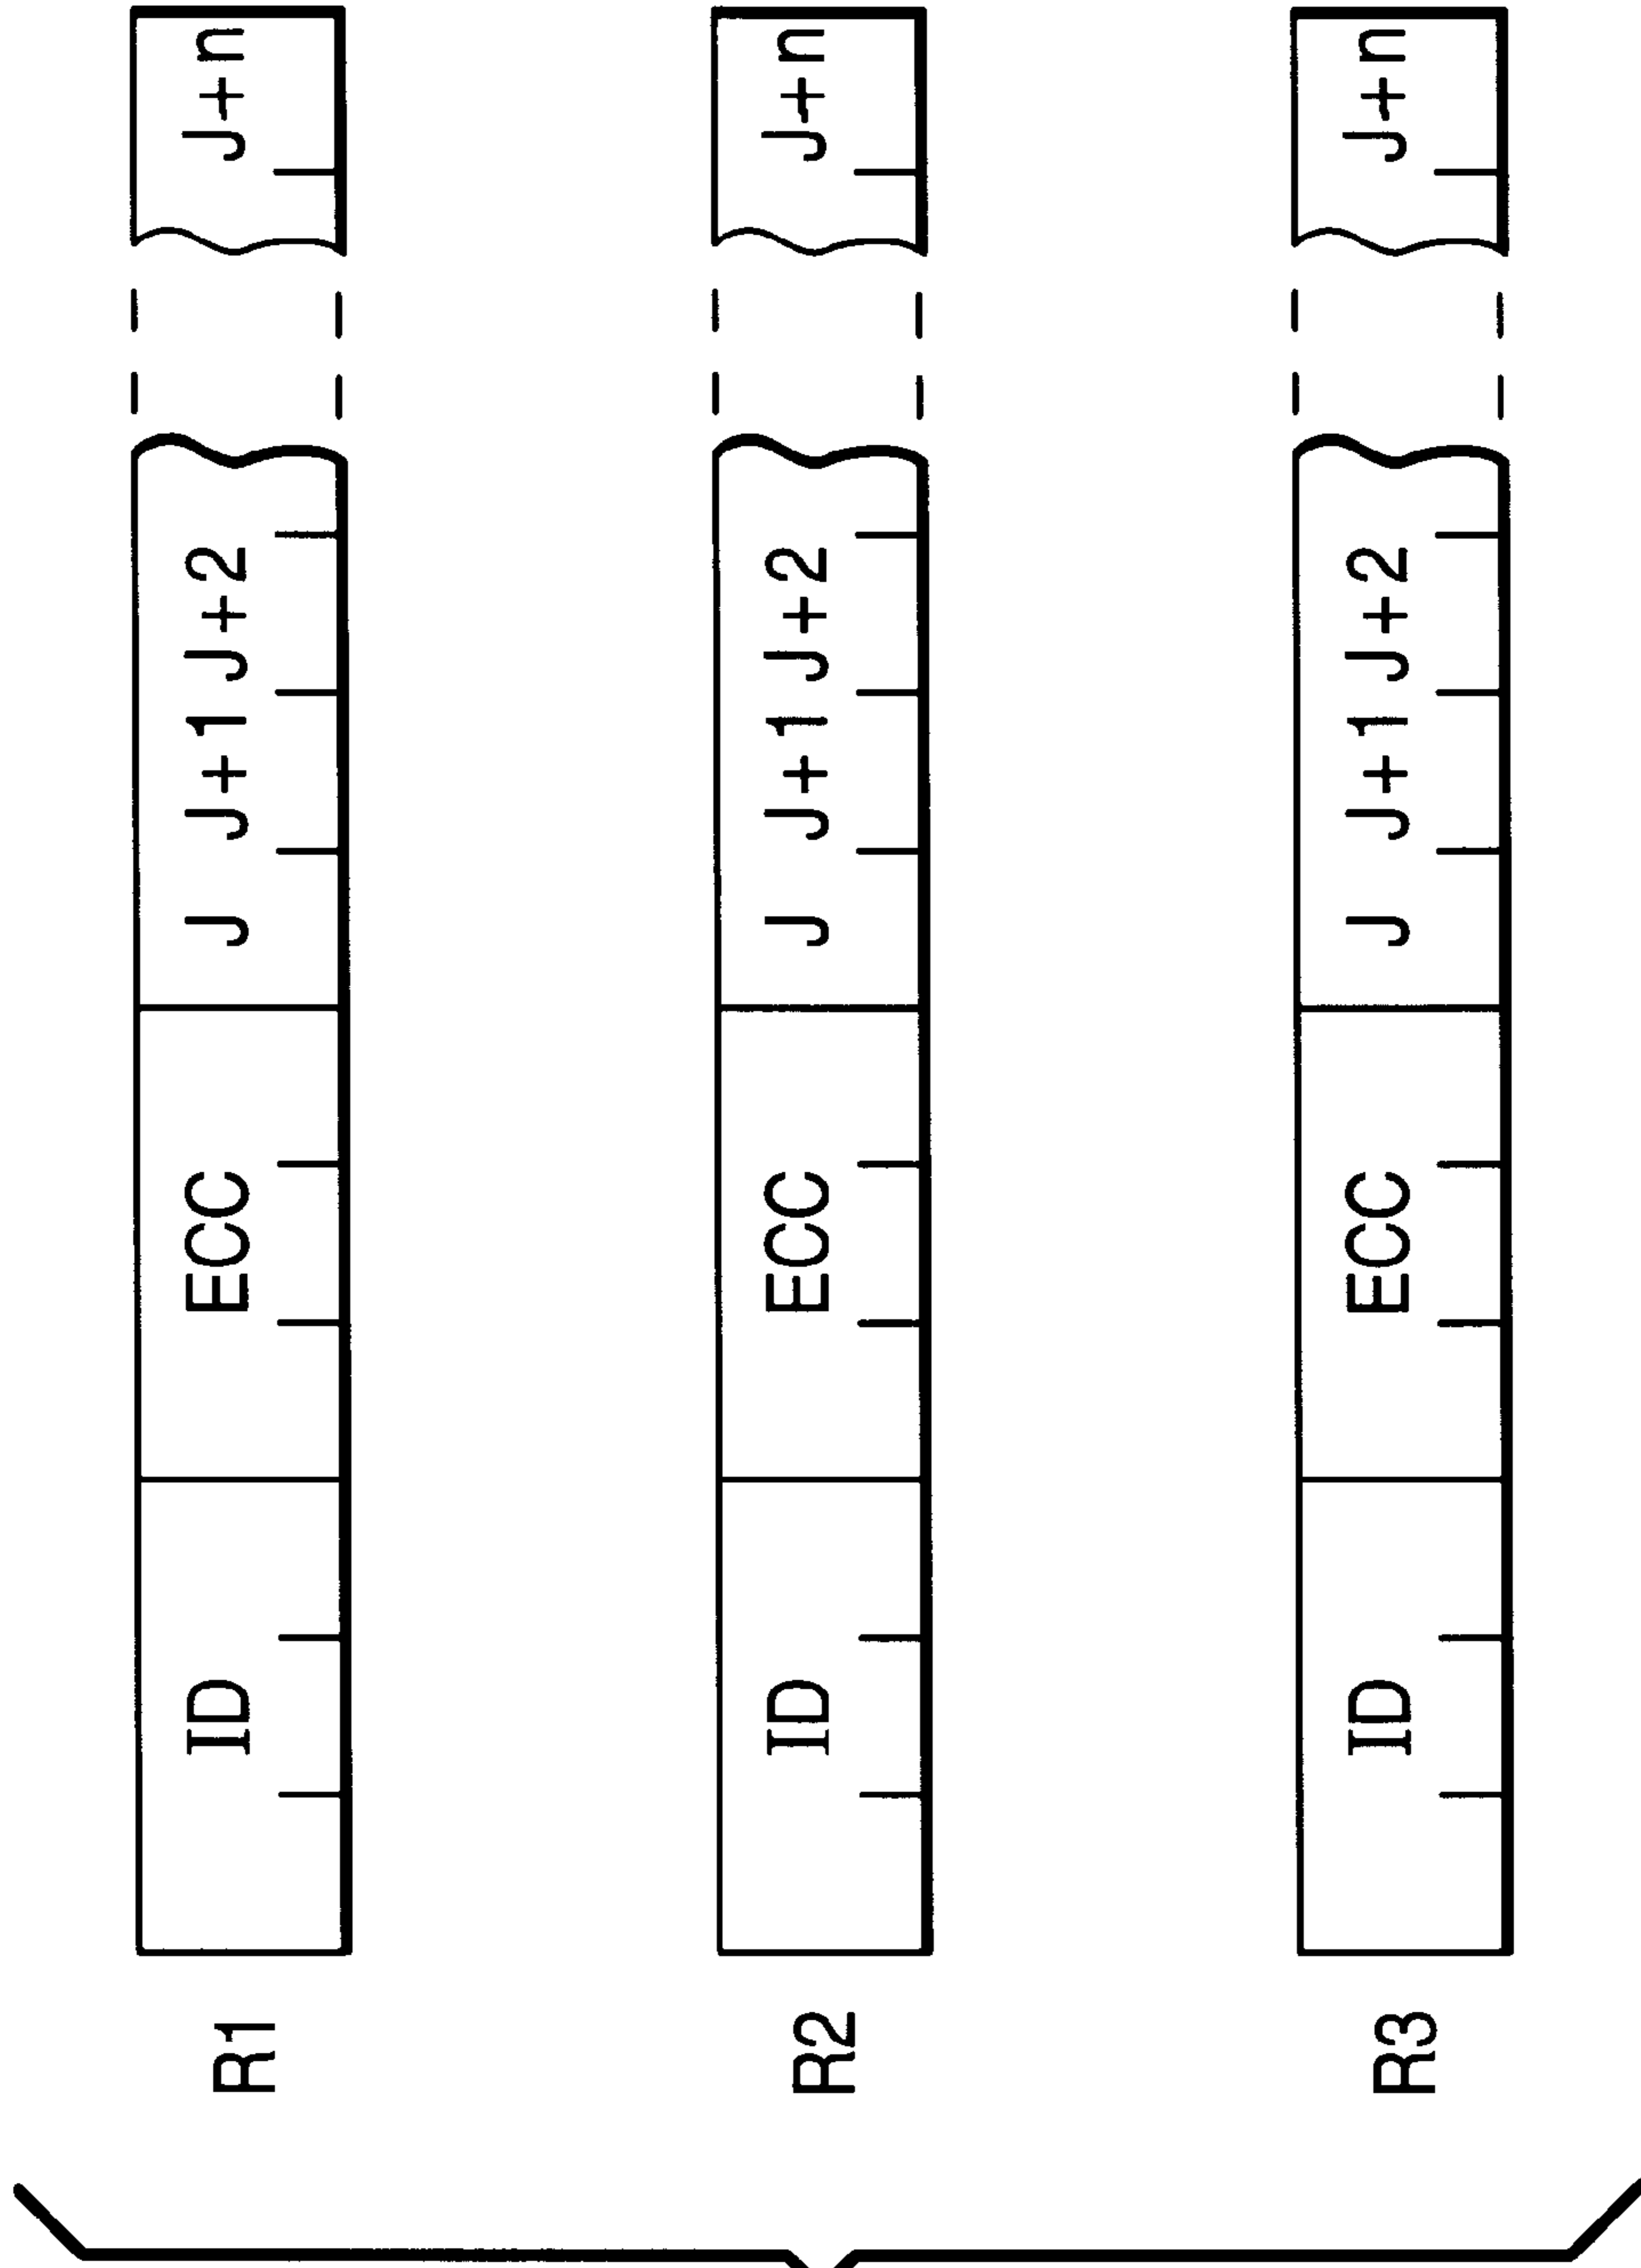 R1 ID ECC J J+1 J+2 J+n
R2 ID ECC J J+1 J+2 J+n
R3 ID ECC J J+1 J+2 J+n